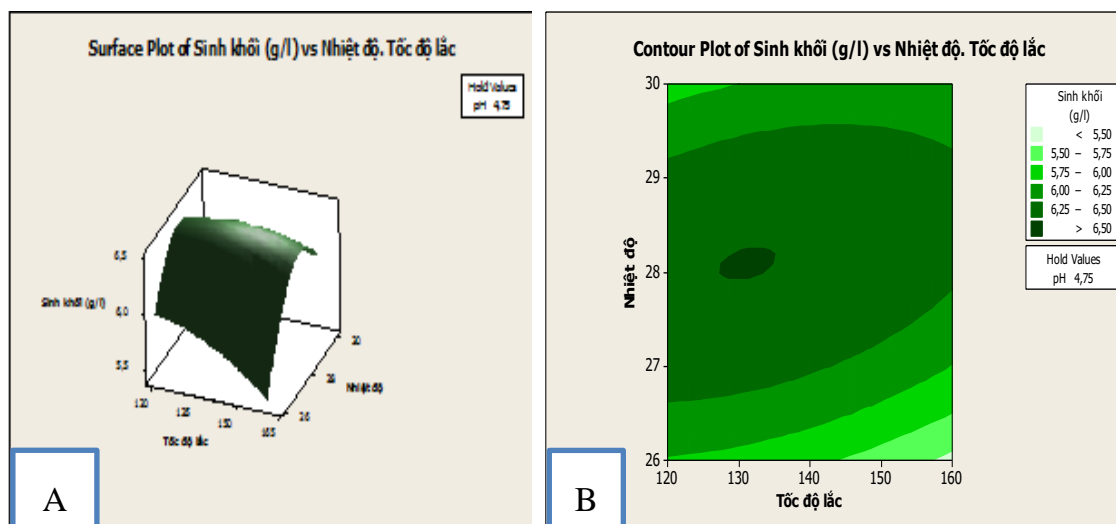 Surface Plot of Sinh khối (g/l) vs Nhiệt độ. Tốc độ lắc
Hold Values
pH 4,75
6,5
6,0
5,5
Sinh khối (g/l)
120
135
150
165
Tốc độ lắc
30
28
26
Nhiệt độ
A
Contour Plot of Sinh khối (g/l) vs Nhiệt độ. Tốc độ lắc
30
29
28
27
26
Nhiệt độ
120
130
140
150
160
Tốc độ lắc
Sinh khối
(g/l)
< 5,50
5,50 – 5,75
5,75 – 6,00
6,00 – 6,25
6,25 – 6,50
> 6,50
Hold Values
pH 4,75
B